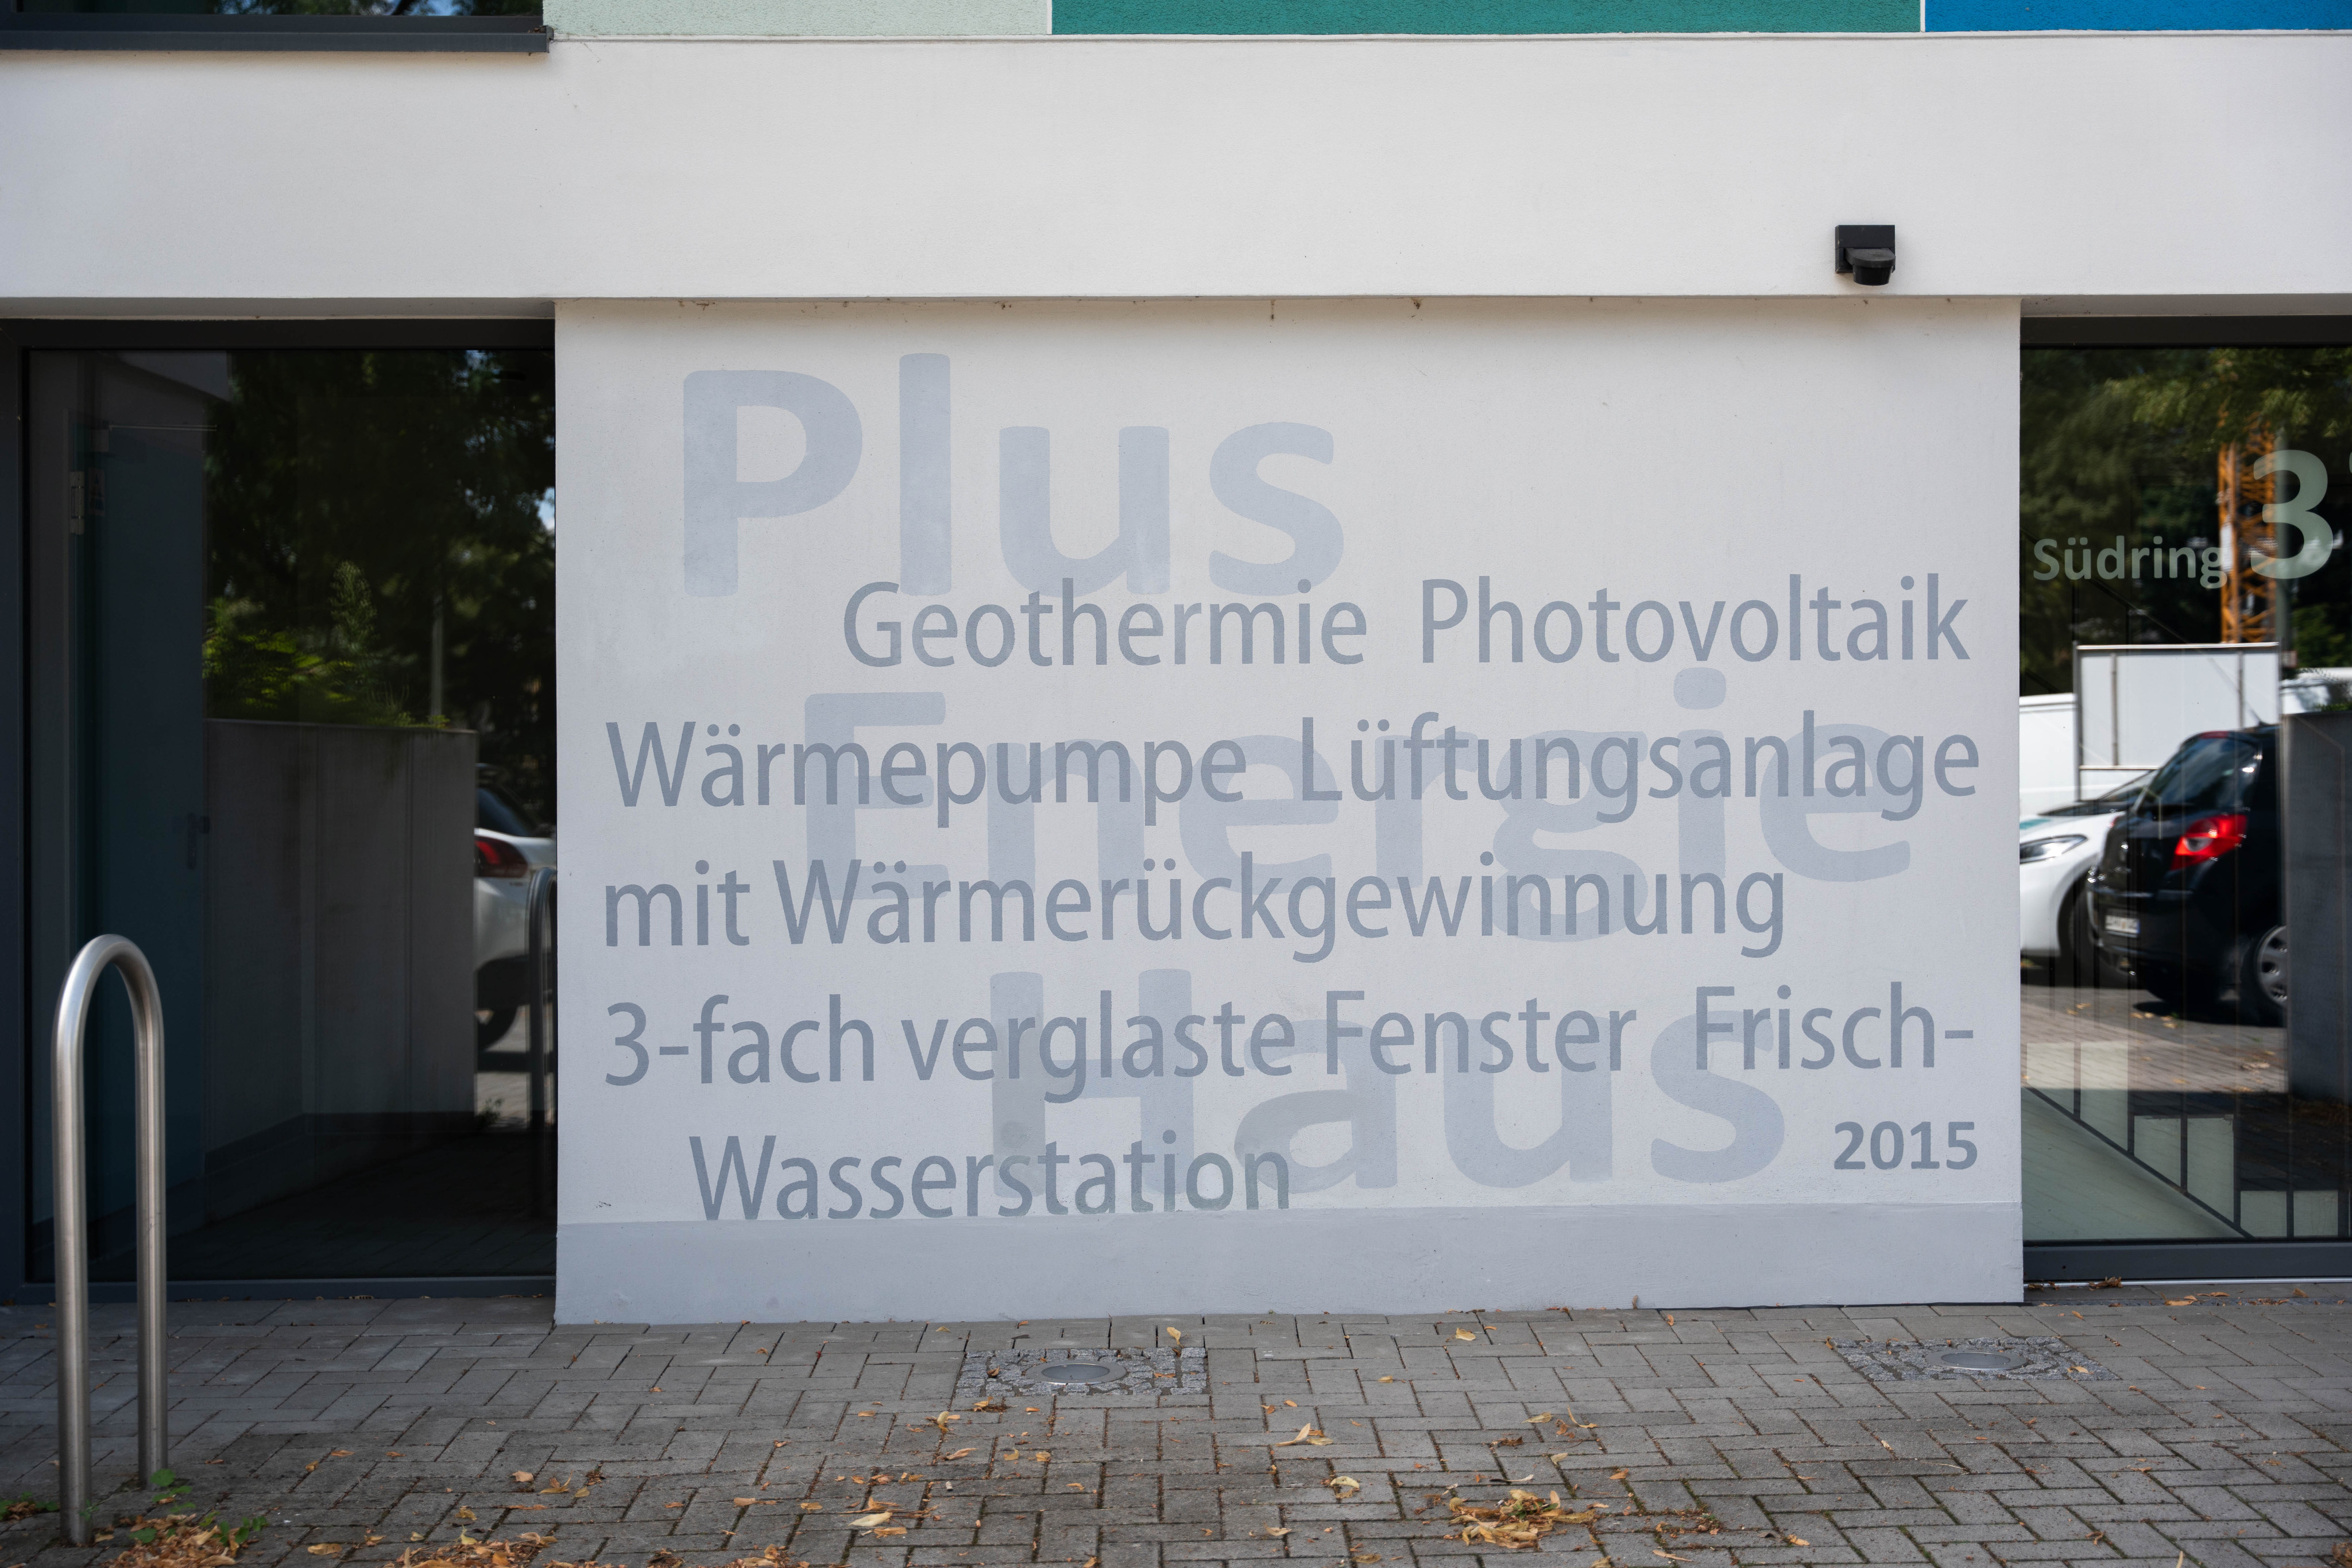 Plus
Geothermie Photovoltaik
Energie
Wärmepumpe Lüftungsanlage
mit Wärmerückgewinnung
Haus
3-fach verglaste Fenster Frisch-
Wasserstation
2015
Südring 3